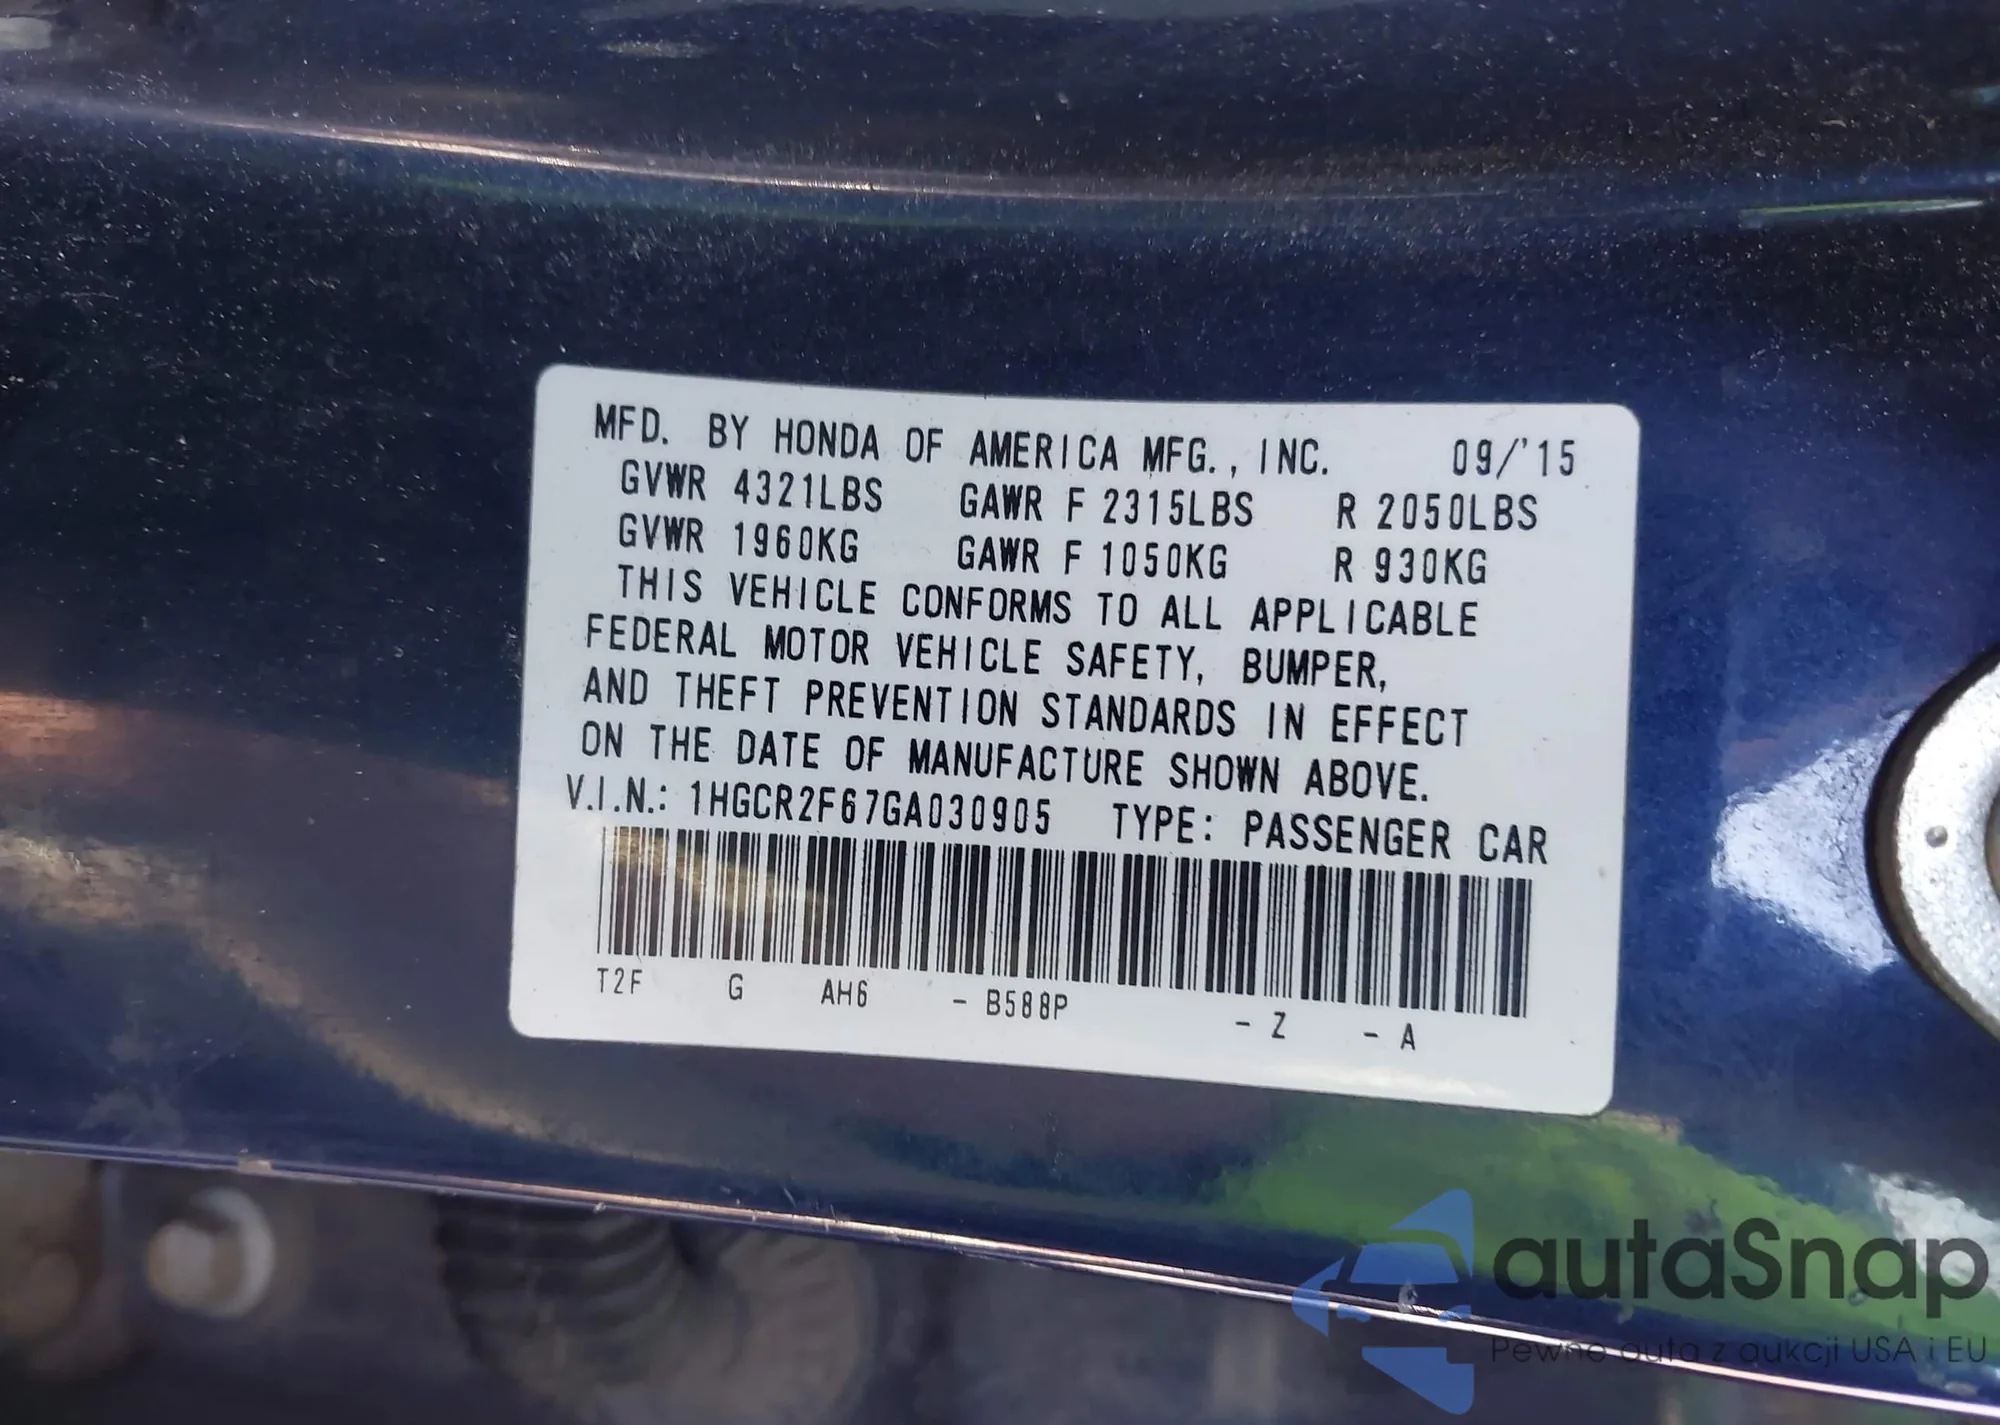 MFD. BY HONDA OF AMERICA MFG., INC. 09/'15
GVWR 4321LBS GAWR F 2315LBS R 2050LBS
GVWR 1960KG GAWR F 1050KG R 930KG
THIS VEHICLE CONFORMS TO ALL APPLICABLE
FEDERAL MOTOR VEHICLE SAFETY, BUMPER,
AND THEFT PREVENTION STANDARDS IN EFFECT
ON THE DATE OF MANUFACTURE SHOWN ABOVE.
V.I.N.: 1HGCR2F67GA030905 TYPE: PASSENGER CAR
T2F G AH6 - B588P - Z - A
autaSnap
Pewne auta z aukcji USA i EU